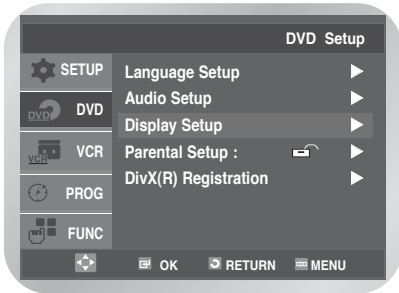 DVD Setup
SETUP
DVD DVD
VCR VCR
PROG
FUNC
Language Setup
Audio Setup
Display Setup
Parental Setup :
DivX(R) Registration
OK RETURN MENU